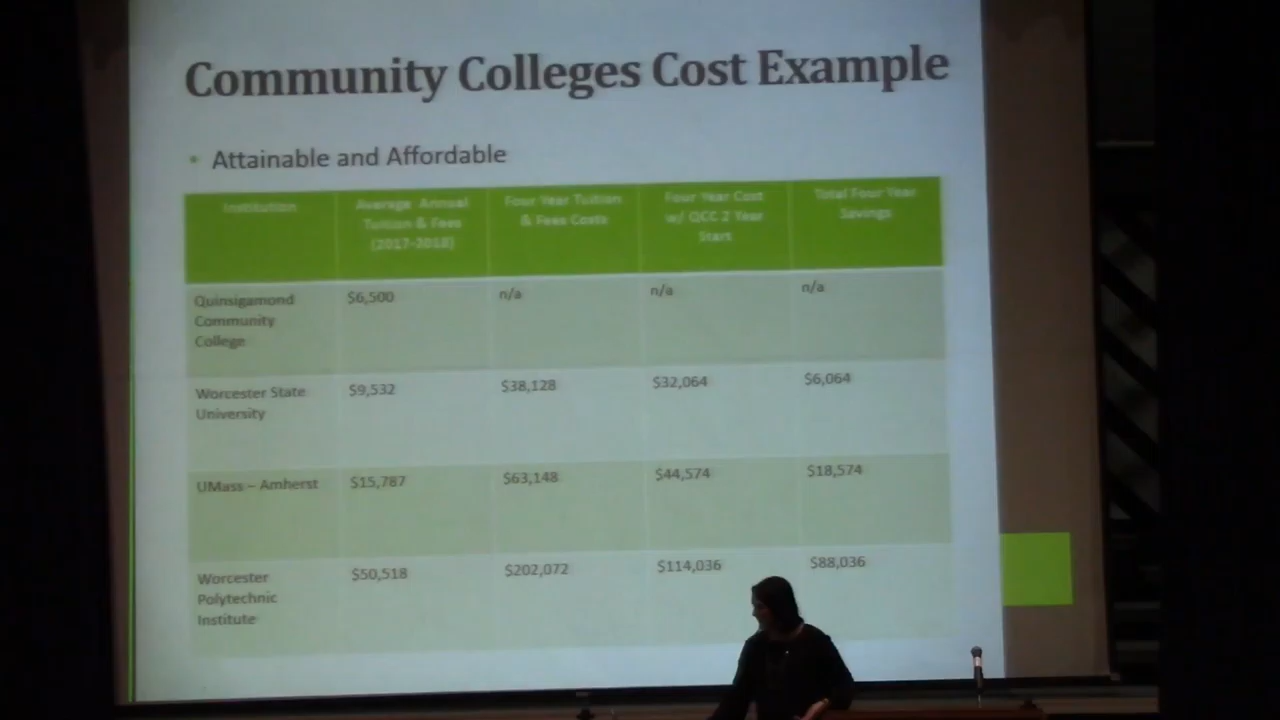 Community Colleges Cost Example
• Attainable and Affordable
Institution
Average Annual
Tuition & Fees
(2017-2018)
Four Year Tuition
& Fees Costs
Four Year Cost
w/ QCC 2 Year
Start
Total Four Year
Savings
Quinsigamond
Community
College
$6,500
n/a
n/a
n/a
Worcester State
University
$9,532
$38,128
$32,064
$6,064
UMass – Amherst
$15,787
$63,148
$44,574
$18,574
Worcester
Polytechnic
Institute
$50,518
$202,072
$114,036
$88,036